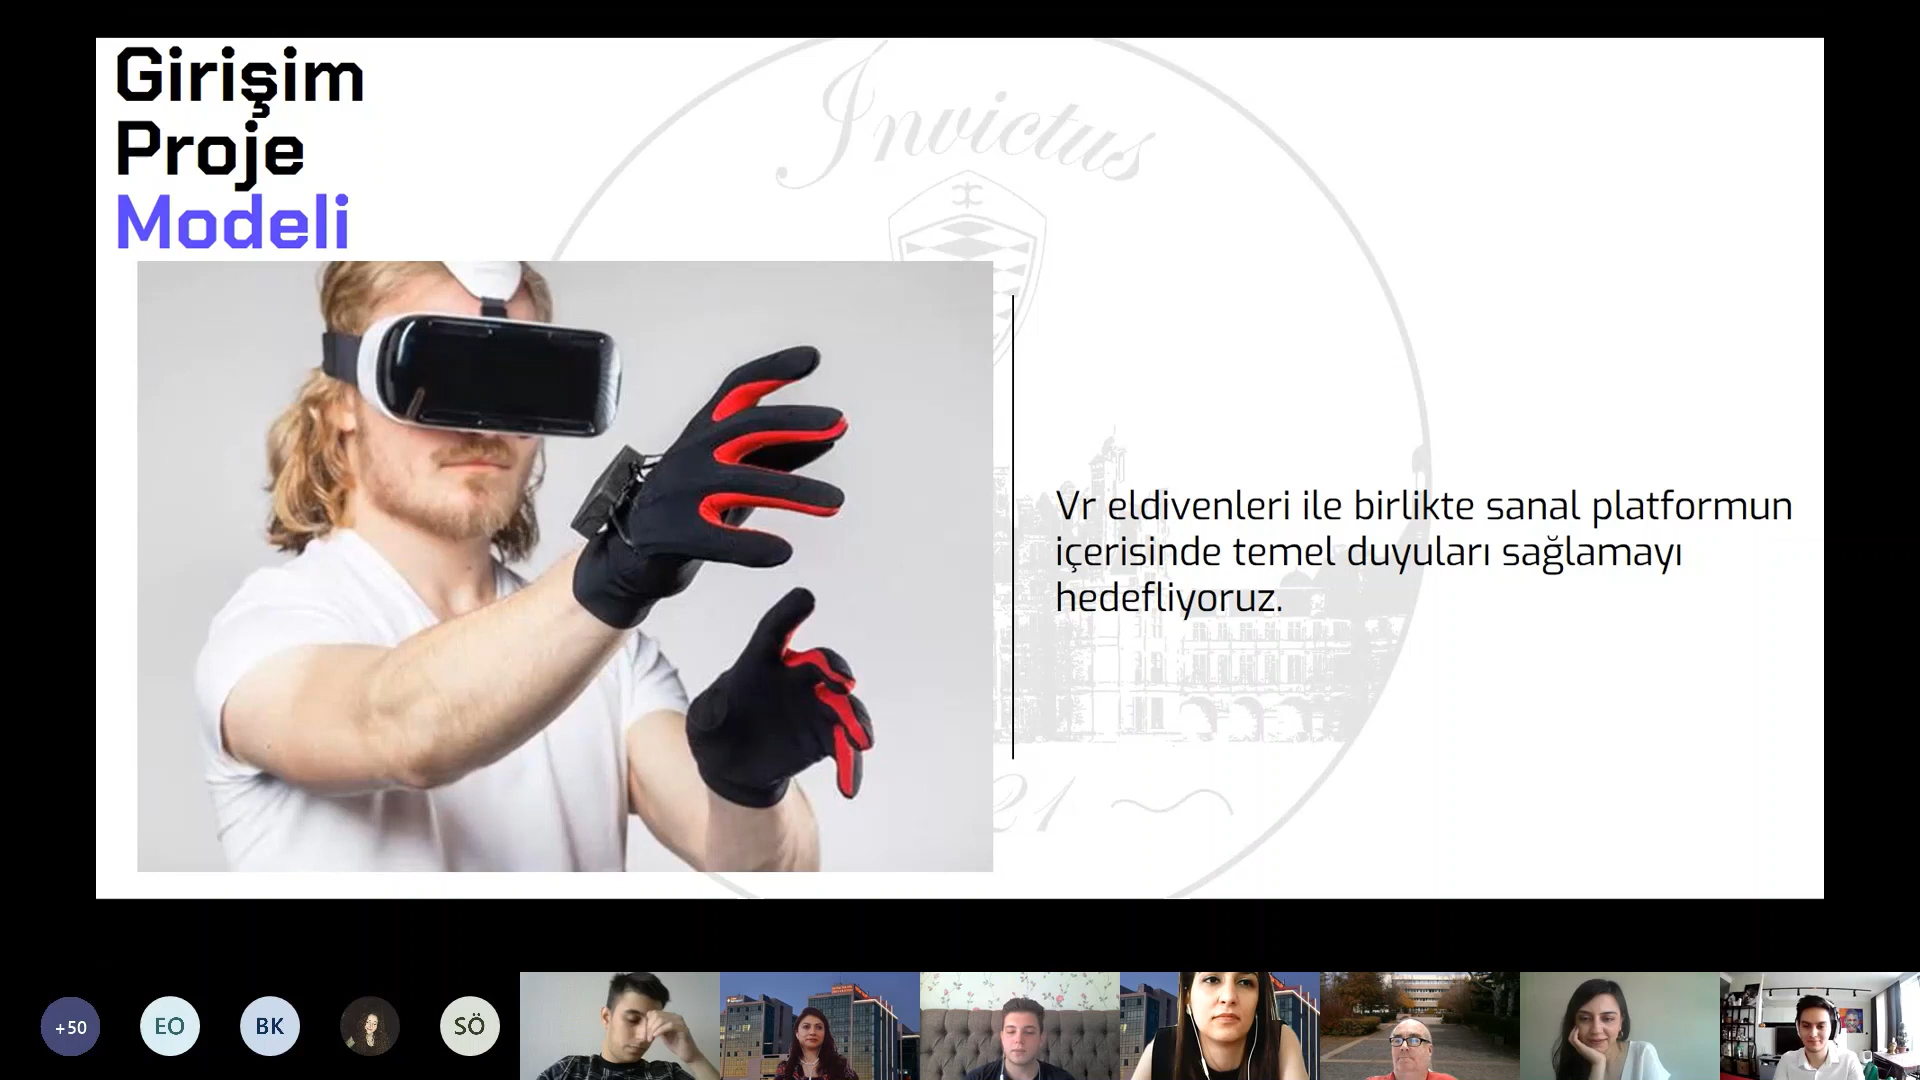 Girişim
Proje
Modeli
Invictus
Vr eldivenleri ile birlikte sanal platformun
içerisinde temel duyuları sağlamayı
hedefliyoruz.
21
+50
EO
BK
SÖ